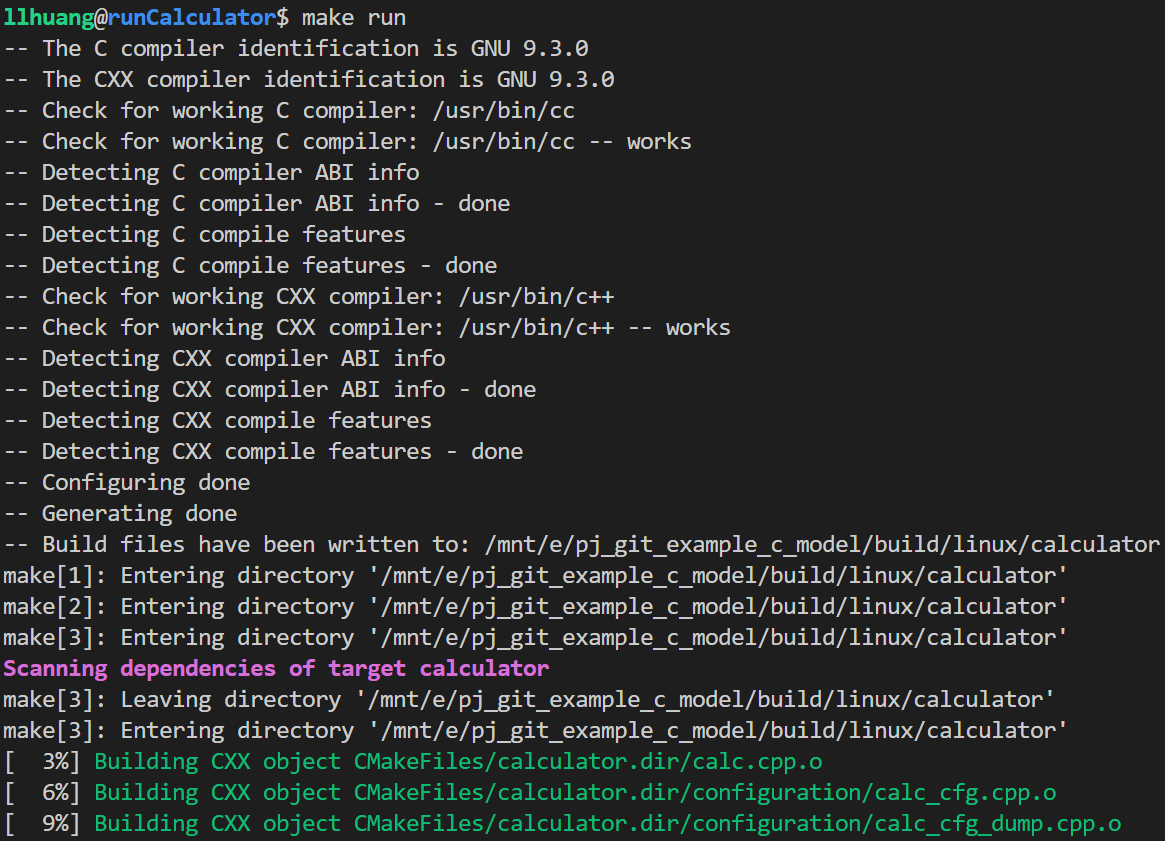 llhuang@runCalculator$ make run
-- The C compiler identification is GNU 9.3.0
-- The CXX compiler identification is GNU 9.3.0
-- Check for working C compiler: /usr/bin/cc
-- Check for working C compiler: /usr/bin/cc -- works
-- Detecting C compiler ABI info
-- Detecting C compiler ABI info - done
-- Detecting C compile features
-- Detecting C compile features - done
-- Check for working CXX compiler: /usr/bin/c++
-- Check for working CXX compiler: /usr/bin/c++ -- works
-- Detecting CXX compiler ABI info
-- Detecting CXX compiler ABI info - done
-- Detecting CXX compile features
-- Detecting CXX compile features - done
-- Configuring done
-- Generating done
-- Build files have been written to: /mnt/e/pj_git_example_c_model/build/linux/calculator
make[1]: Entering directory '/mnt/e/pj_git_example_c_model/build/linux/calculator'
make[2]: Entering directory '/mnt/e/pj_git_example_c_model/build/linux/calculator'
make[3]: Entering directory '/mnt/e/pj_git_example_c_model/build/linux/calculator'
Scanning dependencies of target calculator
make[3]: Leaving directory '/mnt/e/pj_git_example_c_model/build/linux/calculator'
make[3]: Entering directory '/mnt/e/pj_git_example_c_model/build/linux/calculator'
[  3%] Building CXX object CMakeFiles/calculator.dir/calc.cpp.o
[  6%] Building CXX object CMakeFiles/calculator.dir/configuration/calc_cfg.cpp.o
[  9%] Building CXX object CMakeFiles/calculator.dir/configuration/calc_cfg_dump.cpp.o